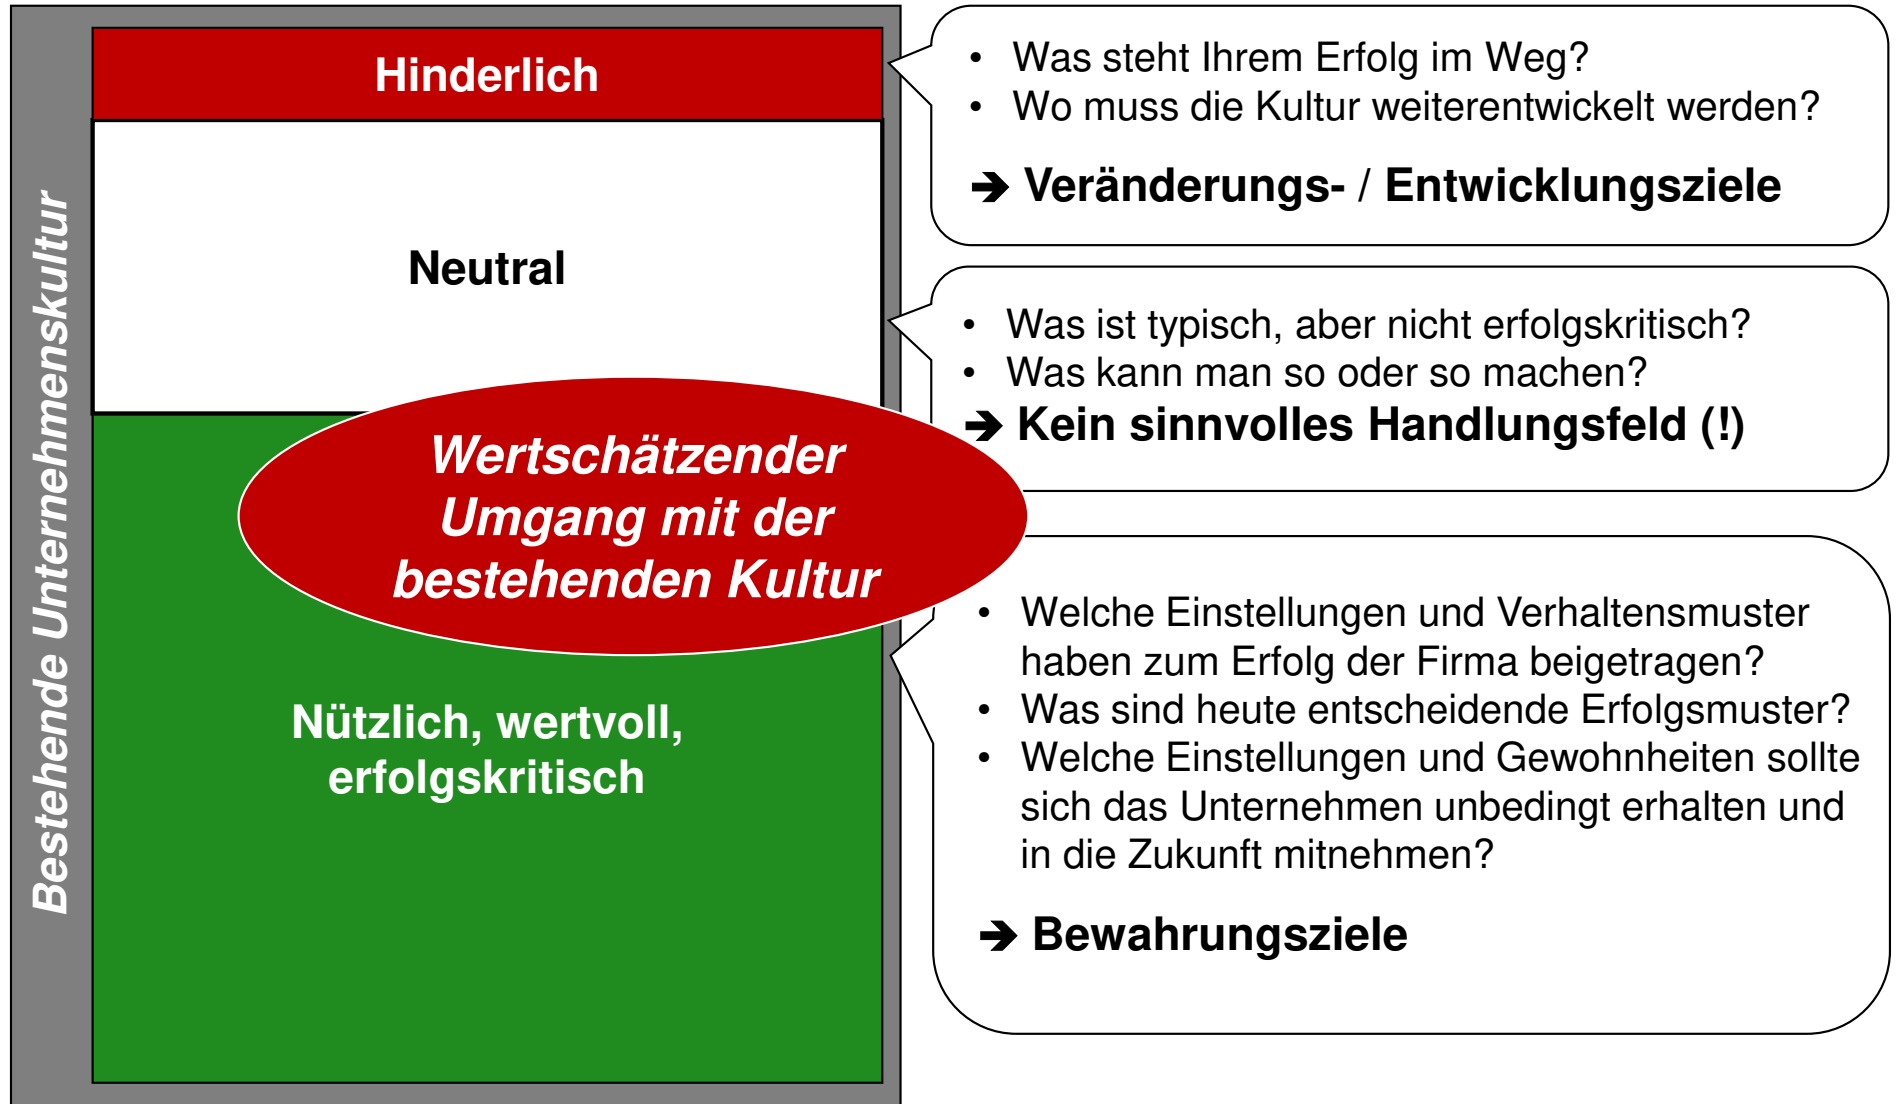 Bestehende Unternehmenskultur
Hinderlich
Neutral
Wertschätzender
Umgang mit der
bestehenden Kultur
Nützlich, wertvoll,
erfolgskritisch
• Was steht Ihrem Erfolg im Weg?
• Wo muss die Kultur weiterentwickelt werden?
➔ Veränderungs- / Entwicklungsziele
• Was ist typisch, aber nicht erfolgskritisch?
• Was kann man so oder so machen?
➔ Kein sinnvolles Handlungsfeld (!)
• Welche Einstellungen und Verhaltensmuster
haben zum Erfolg der Firma beigetragen?
• Was sind heute entscheidende Erfolgsmuster?
• Welche Einstellungen und Gewohnheiten sollte
sich das Unternehmen unbedingt erhalten und
in die Zukunft mitnehmen?
➔ Bewahrungsziele